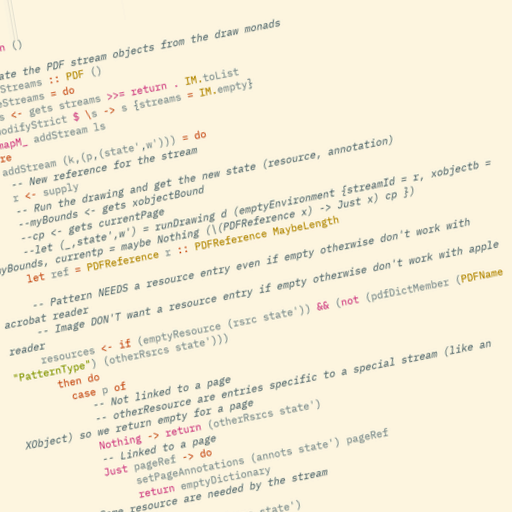 n ()
ate the PDF stream objects from the draw monads
Streams :: PDF ()
eStreams = do
s <- gets streams >>= return . IM.toList
modifyStrict $ \s -> s {streams = IM.empty}
mapM_ addStream ls
re
addStream (k,(p,(state',w'))) = do
-- New reference for the stream
r <- supply
-- Run the drawing and get the new state (resource, annotation)
--myBounds <- gets xobjectBound
--cp <- gets currentPage
--let (_,state',w') = runDrawing d (emptyEnvironment {streamId = r, xobjectb =
myBounds, currentp = maybe Nothing (\(PDFReference x) -> Just x) cp })
let ref = PDFReference r :: PDFReference MaybeLength
-- Pattern NEEDS a resource entry even if empty otherwise don't work with
acrobat reader
-- Image DON'T want a resource entry if empty otherwise don't work with apple
reader
resources <- if (emptyResource (rsrc state')) && (not (pdfDictMember (PDFName
"PatternType") (otherRsrcs state')))
then do
case p of
-- Not linked to a page
-- otherResource are entries specific to a special stream (like an
XObject) so we return empty for a page
Nothing -> return (otherRsrcs state')
-- Linked to a page
Just pageRef -> do
setPageAnnotations (annots state') pageRef
return emptyDictionary
resource are needed by the stream
state')